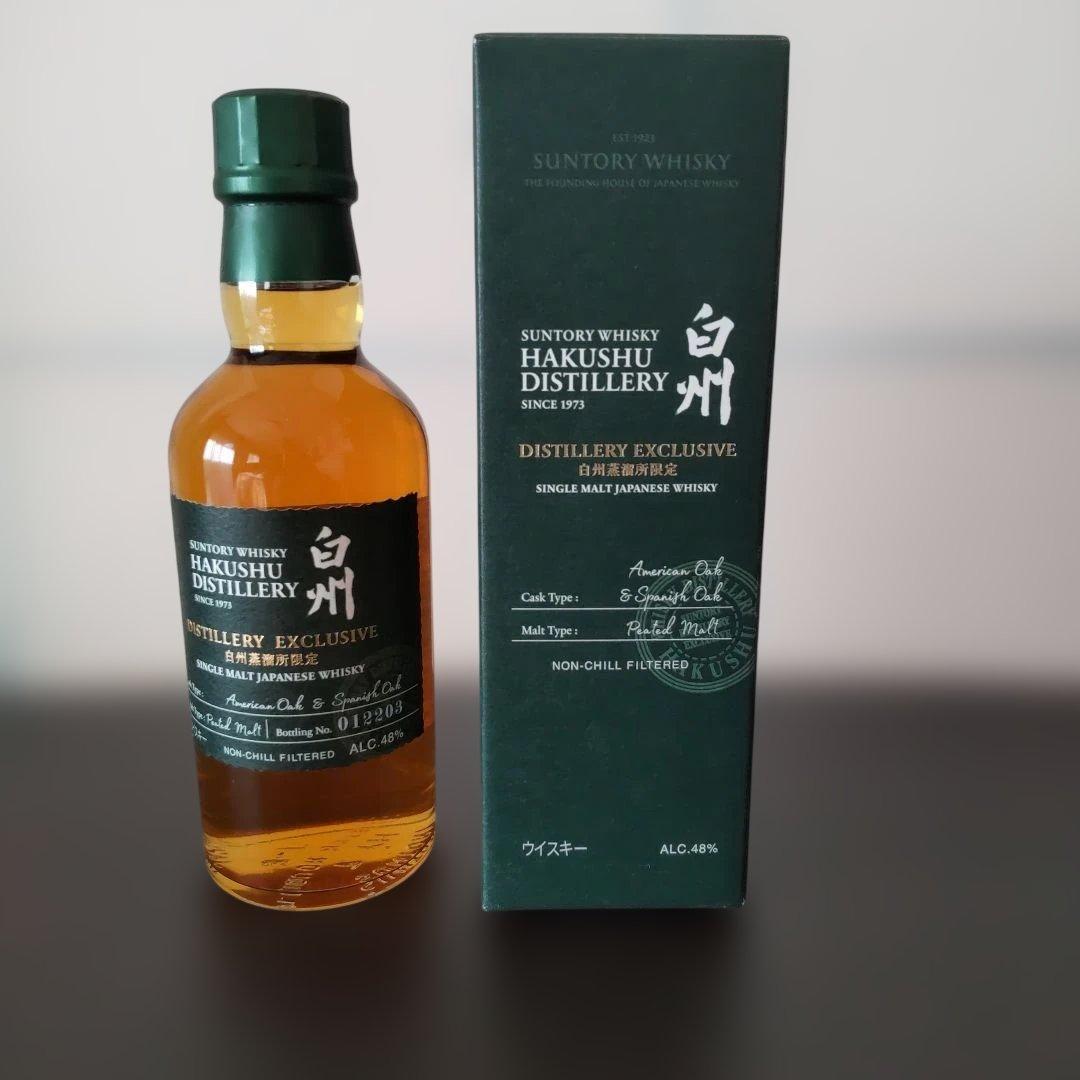 SUNTORY WHISKY
HAKUSHU
DISTILLERY
SINCE 1973
白州
DISTILLERY EXCLUSIVE
白州蒸溜所限定
SINGLE MALT JAPANESE WHISKY
American Oak & Spanish Oak
Peated Malt
Bottling No. 012203
NON-CHILL FILTERED ALC.48%
EST 1923
SUNTORY WHISKY
THE FOUNDING HOUSE OF JAPANESE WHISKY
SUNTORY WHISKY
HAKUSHU
DISTILLERY
SINCE 1973
白州
DISTILLERY EXCLUSIVE
白州蒸溜所限定
SINGLE MALT JAPANESE WHISKY
American Oak
Cask Type : & Spanish Oak
Malt Type : Peated Malt
NON-CHILL FILTERED
DISTILLERY
HAKUSHU
SUNTORY
EXCLUSIVE
ウイスキー ALC.48%